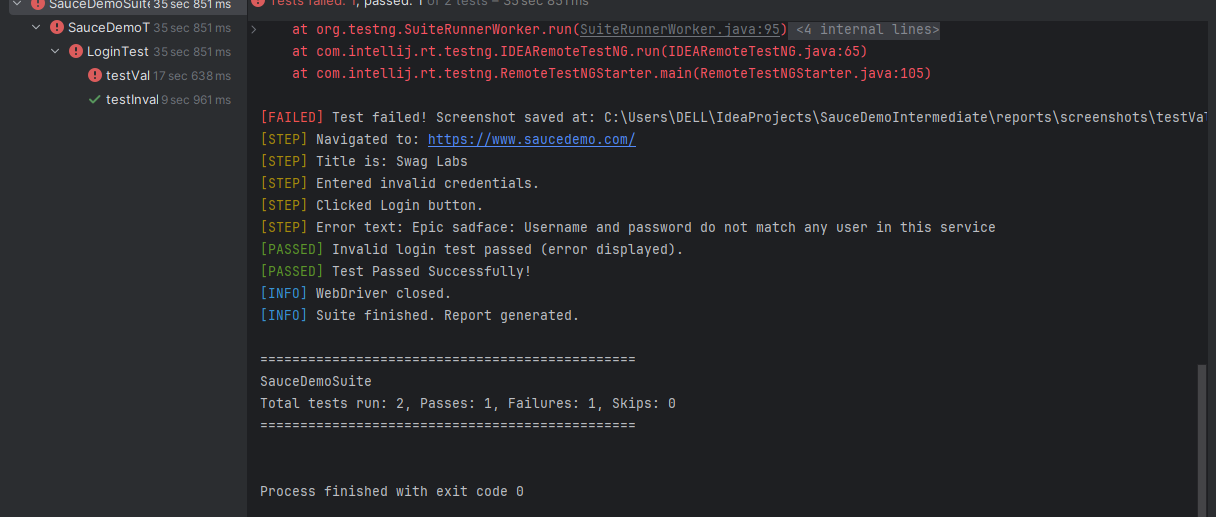 SauceDemoSuite 35 sec 851 ms
SauceDemoT 35 sec 851 ms
LoginTest 35 sec 851 ms
testVal 17 sec 638 ms
testInval 9 sec 961 ms
Tests failed: 1, passed: 1 of 2 tests – 35 sec 851 ms
at org.testng.SuiteRunnerWorker.run(SuiteRunnerWorker.java:95) <4 internal lines>
at com.intellij.rt.testng.IDEARemoteTestNG.run(IDEARemoteTestNG.java:65)
at com.intellij.rt.testng.RemoteTestNGStarter.main(RemoteTestNGStarter.java:105)
[FAILED] Test failed! Screenshot saved at: C:\Users\DELL\IdeaProjects\SauceDemoIntermediate\reports\screenshots\testVal
[STEP] Navigated to: https://www.saucedemo.com/
[STEP] Title is: Swag Labs
[STEP] Entered invalid credentials.
[STEP] Clicked Login button.
[STEP] Error text: Epic sadface: Username and password do not match any user in this service
[PASSED] Invalid login test passed (error displayed).
[PASSED] Test Passed Successfully!
[INFO] WebDriver closed.
[INFO] Suite finished. Report generated.
===============================================
SauceDemoSuite
Total tests run: 2, Passes: 1, Failures: 1, Skips: 0
===============================================
Process finished with exit code 0